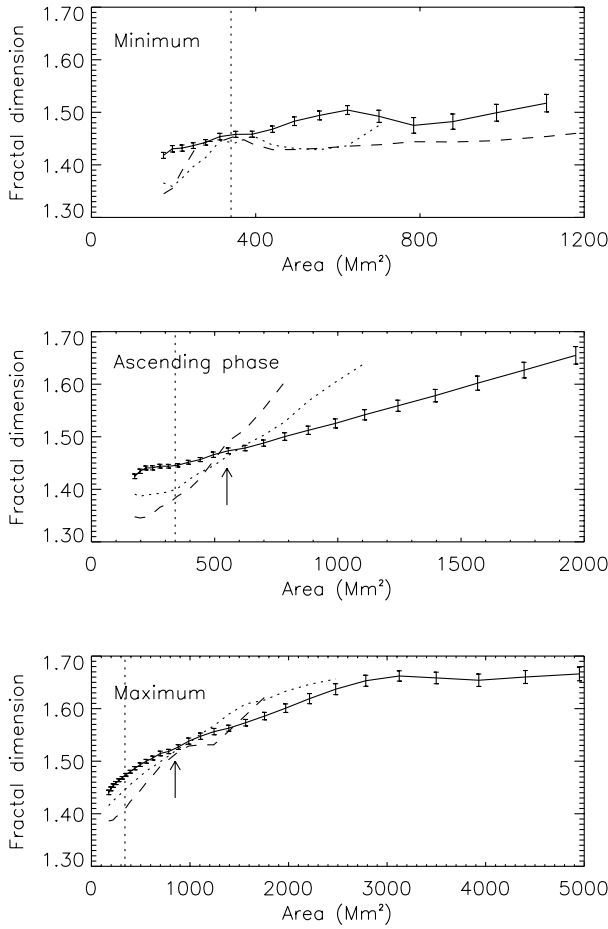 1.70
Minimum
1.60
Fractal dimension
1.50
1.40
1.30
0 400 800 1200
Area (Mm²)
1.70
Ascending phase
1.60
Fractal dimension
1.50
1.40
1.30
0 500 1000 1500 2000
Area (Mm²)
1.70
Maximum
1.60
Fractal dimension
1.50
1.40
1.30
0 1000 2000 3000 4000 5000
Area (Mm²)